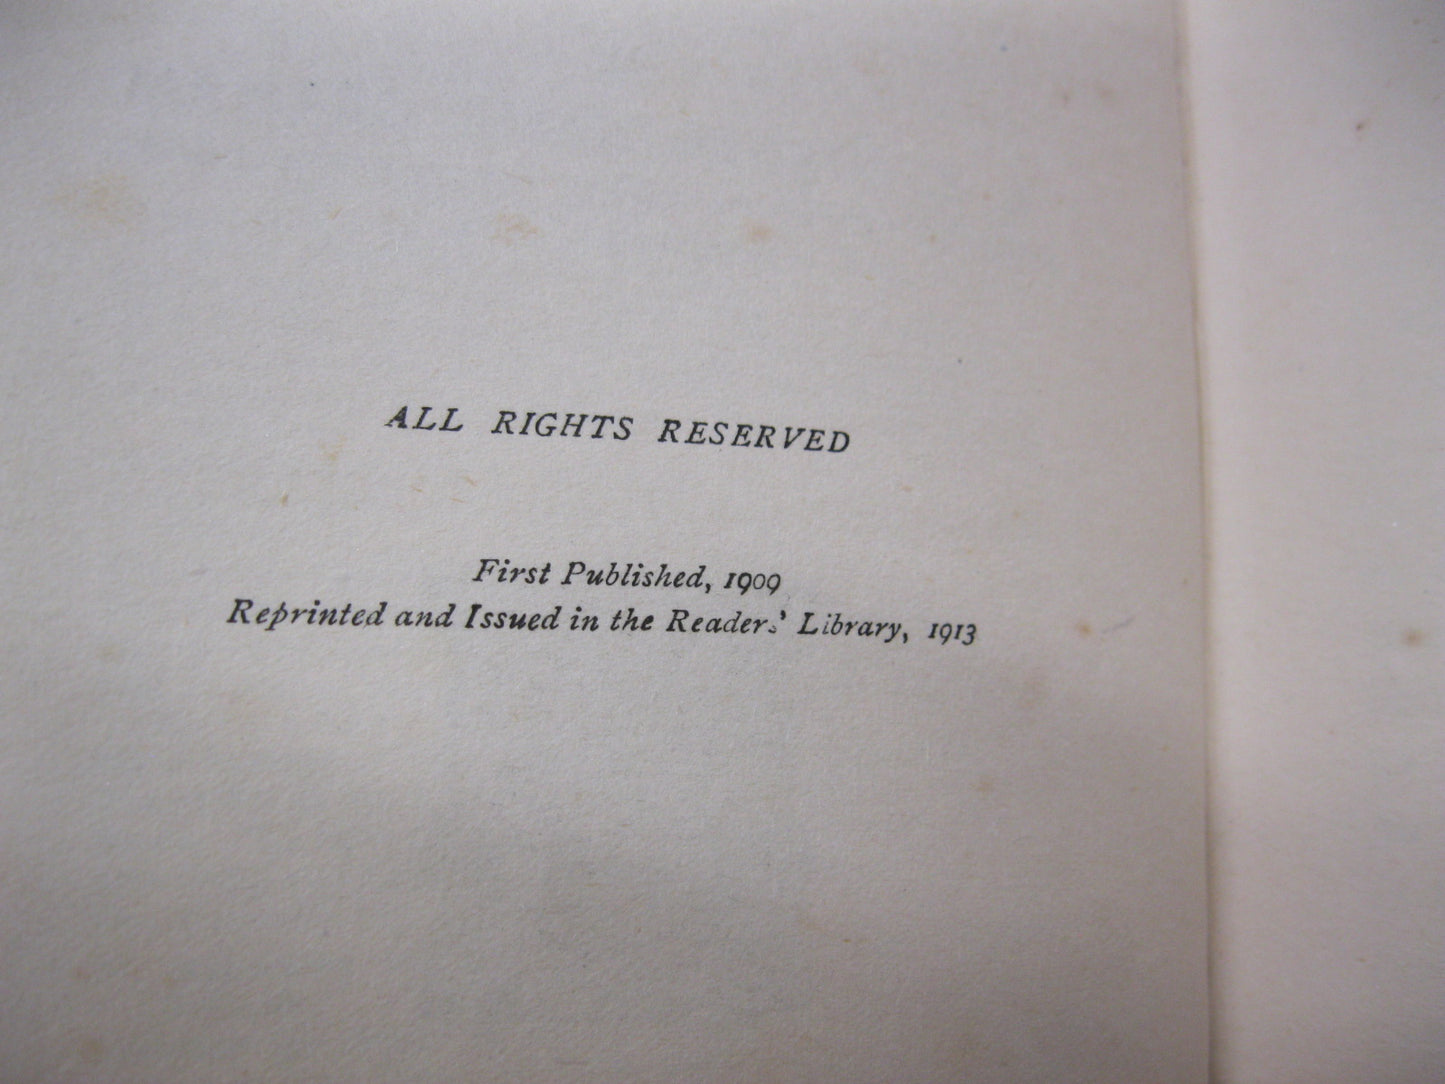 ALL RIGHTS RESERVED
First Published, 1909
Reprinted and Issued in the Readers' Library, 1913